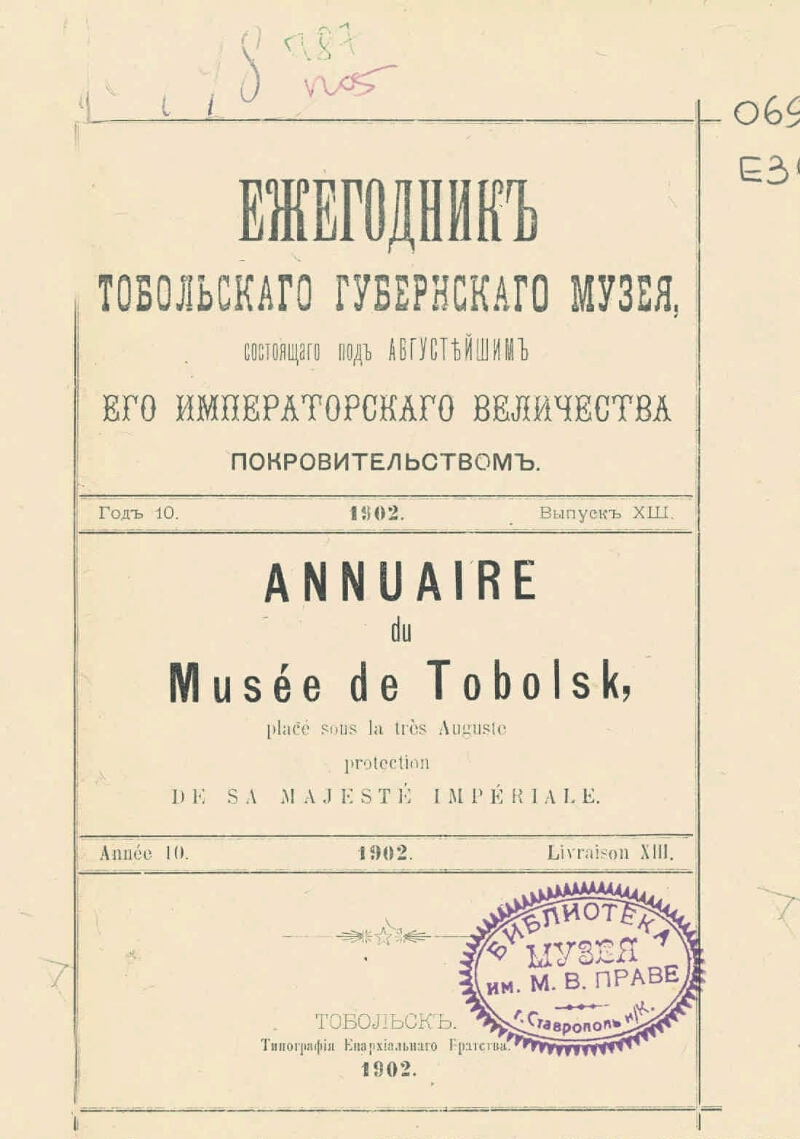 ЕЖЕГОДНИКЪ
ТОБОЛЬСКАГО ГУБЕРНСКАГО МУЗЕЯ,
состоящаго подъ АВГУСТѢЙШИМЪ
ЕГО ИМПЕРАТОРСКАГО ВЕЛИЧЕСТВА
ПОКРОВИТЕЛЬСТВОМЪ.
Годъ 10. 1902. Выпускъ XIII.
ANNUAIRE
du
Musée de Tobolsk,
placé sous la très Auguste
protection
DE SA MAJESTÉ IMPÉRIALE.
Année 10. 1902. Livraison XIII.
БИБЛИОТЕКА
МУЗЕЯ
им. М. В. ПРАВЕ
г. Ставрополь н/К.
ТОБОЛЬСКЪ.
Типографія Епархіальнаго Братства.
1902.